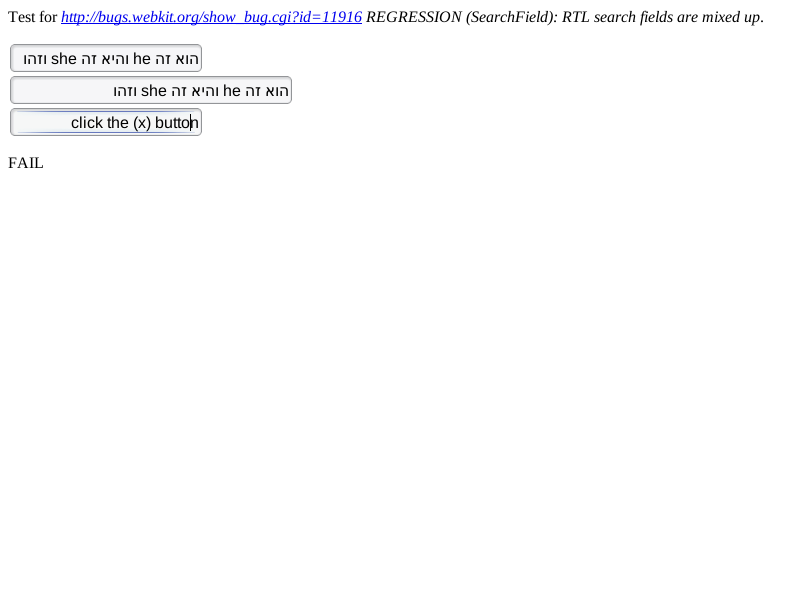 Test for http://bugs.webkit.org/show_bug.cgi?id=11916 REGRESSION (SearchField): RTL search fields are mixed up.
הוא זה he והיא זה she וזהו
הוא זה he והיא זה she וזהו
click the (x) button
FAIL